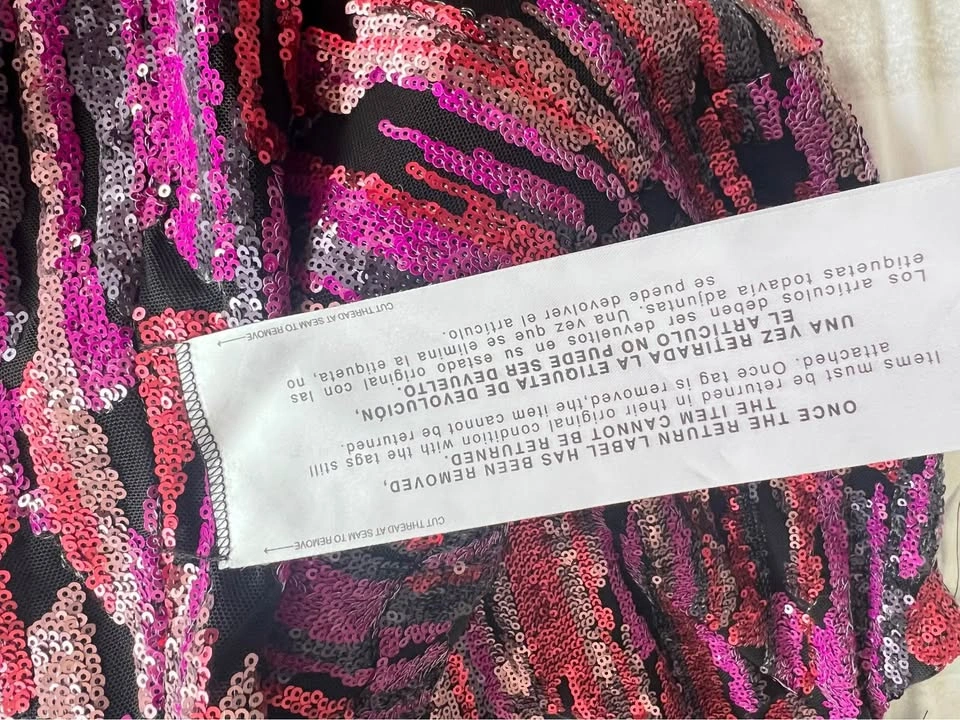 CUT THREAD AT SEAM TO REMOVE
ONCE THE RETURN LABEL HAS BEEN REMOVED,
THE ITEM CANNOT BE RETURNED.
Items must be returned in their original condition with the tags still
attached. Once tag is removed,the item cannot be returned.
UNA VEZ RETIRADA LA ETIQUETA DE DEVOLUCIÓN,
EL ARTICULO NO PUEDE SER DEVUELTO.
Los articulos deben ser devueltos en su estado original con las
etiquetas todavia adjuntas. Una vez que se elimina la etiqueta, no
se puede devolver el articulo.
CUT THREAD AT SEAM TO REMOVE